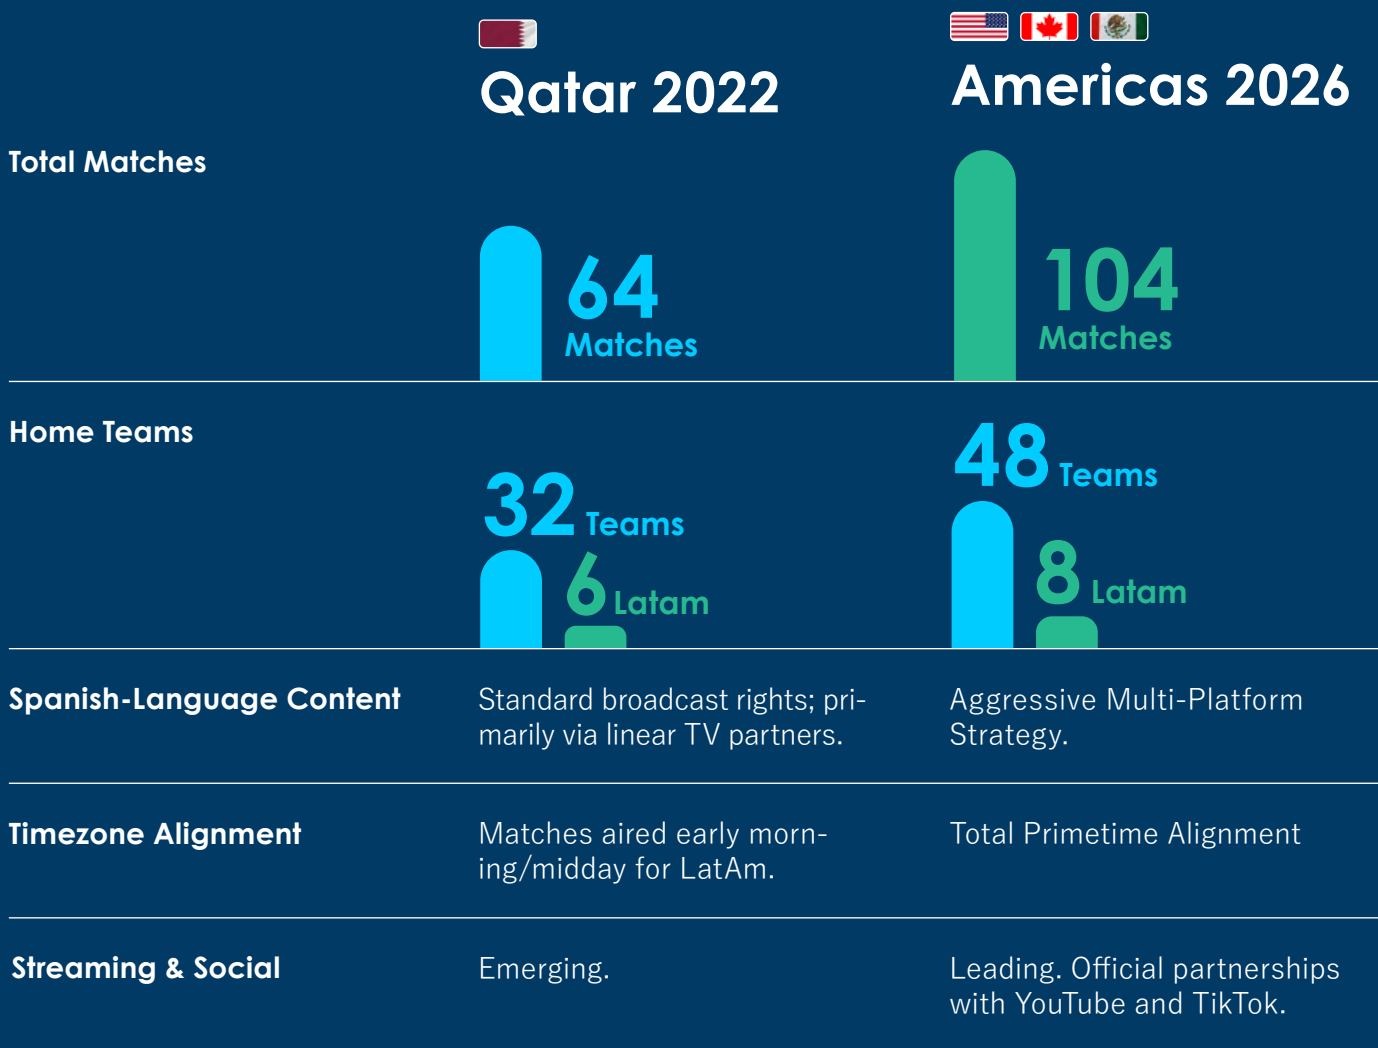 Qatar 2022
Americas 2026
Total Matches
64
Matches
104
Matches
Home Teams
32 Teams
6 Latam
48 Teams
8 Latam
Spanish-Language Content
Standard broadcast rights; pri-
marily via linear TV partners.
Aggressive Multi-Platform
Strategy.
Timezone Alignment
Matches aired early morn-
ing/midday for LatAm.
Total Primetime Alignment
Streaming & Social
Emerging.
Leading. Official partnerships
with YouTube and TikTok.